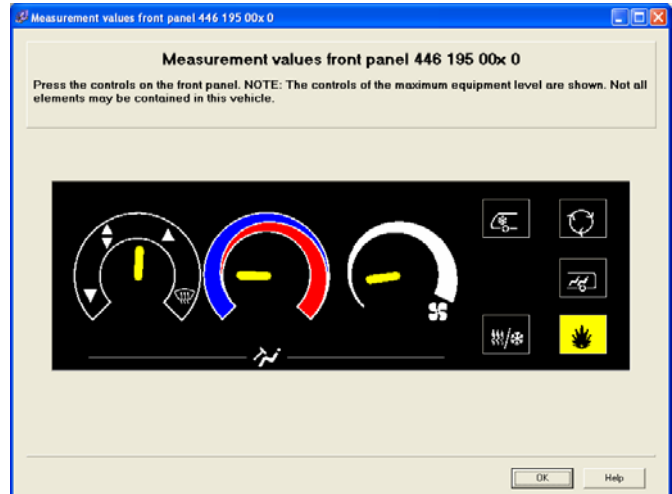 Measurement values front panel 446 195 00x 0
Measurement values front panel 446 195 00x 0
Press the controls on the front panel. NOTE: The controls of the maximum equipment level are shown. Not all
elements may be contained in this vehicle.
OK Help